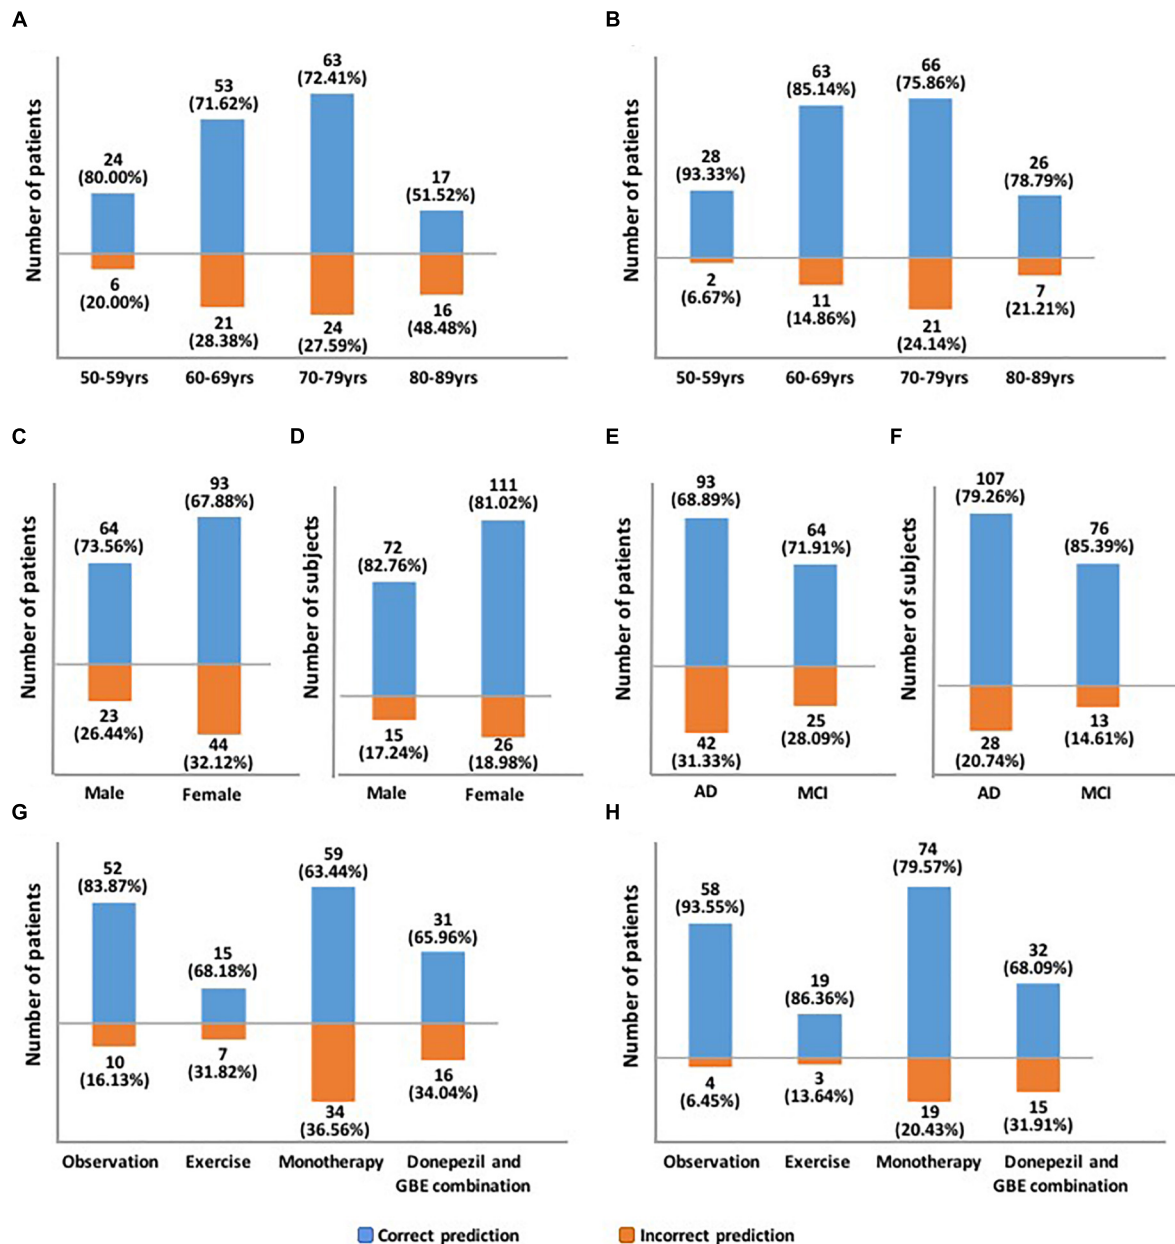 A
B
Number of patients
24
(80.00%)
53
(71.62%)
63
(72.41%)
17
(51.52%)
6
(20.00%)
21
(28.38%)
24
(27.59%)
16
(48.48%)
50-59yrs
60-69yrs
70-79yrs
80-89yrs
Number of patients
28
(93.33%)
63
(85.14%)
66
(75.86%)
26
(78.79%)
2
(6.67%)
11
(14.86%)
21
(24.14%)
7
(21.21%)
50-59yrs
60-69yrs
70-79yrs
80-89yrs
C
D
E
F
Number of patients
64
(73.56%)
93
(67.88%)
23
(26.44%)
44
(32.12%)
Male
Female
Number of subjects
72
(82.76%)
111
(81.02%)
15
(17.24%)
26
(18.98%)
Male
Female
Number of patients
93
(68.89%)
64
(71.91%)
42
(31.33%)
25
(28.09%)
AD
MCI
Number of subjects
107
(79.26%)
76
(85.39%)
28
(20.74%)
13
(14.61%)
AD
MCI
G
H
Number of patients
52
(83.87%)
15
(68.18%)
59
(63.44%)
31
(65.96%)
10
(16.13%)
7
(31.82%)
34
(36.56%)
16
(34.04%)
Observation
Exercise
Monotherapy
Donepezil and
GBE combination
Number of patients
58
(93.55%)
19
(86.36%)
74
(79.57%)
32
(68.09%)
4
(6.45%)
3
(13.64%)
19
(20.43%)
15
(31.91%)
Observation
Exercise
Monotherapy
Donepezil and
GBE combination
Correct prediction
Incorrect prediction